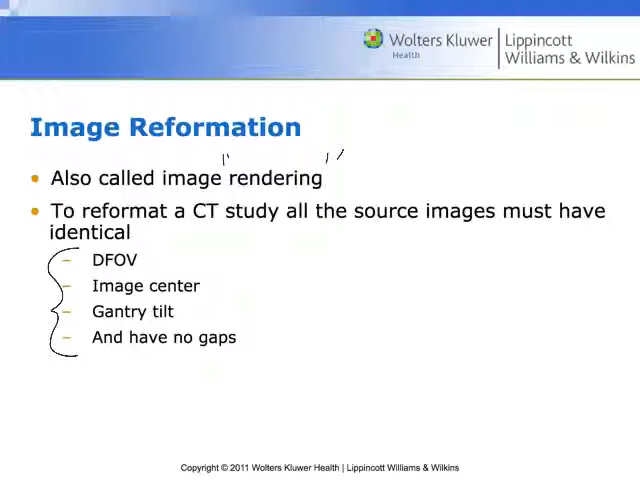 Wolters Kluwer
Health
Lippincott
Williams & Wilkins
Image Reformation
• Also called image rendering
• To reformat a CT study all the source images must have
identical
– DFOV
– Image center
– Gantry tilt
– And have no gaps
Copyright © 2011 Wolters Kluwer Health | Lippincott Williams & Wilkins